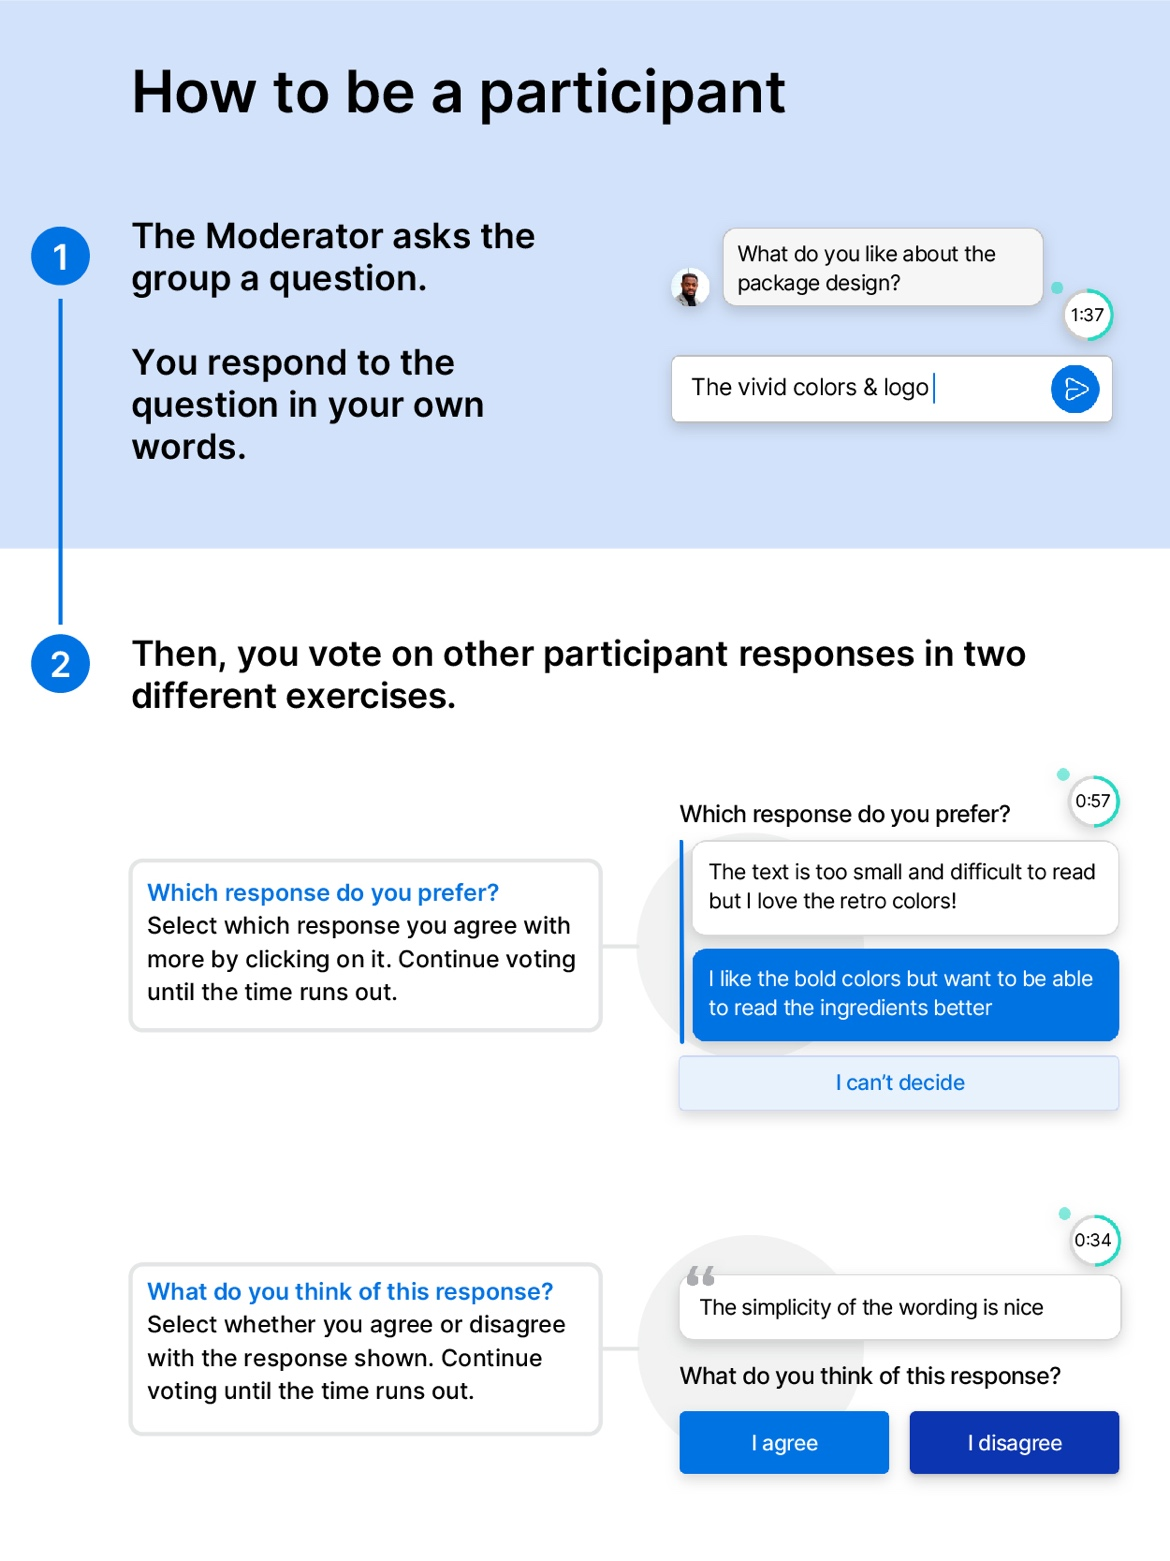 How to be a participant
1
The Moderator asks the
group a question.
You respond to the
question in your own
words.
What do you like about the
package design?
1:37
The vivid colors & logo
2
Then, you vote on other participant responses in two
different exercises.
Which response do you prefer?
Select which response you agree with
more by clicking on it. Continue voting
until the time runs out.
0:57
Which response do you prefer?
The text is too small and difficult to read
but I love the retro colors!
I like the bold colors but want to be able
to read the ingredients better
I can’t decide
What do you think of this response?
Select whether you agree or disagree
with the response shown. Continue
voting until the time runs out.
0:34
“
The simplicity of the wording is nice
What do you think of this response?
I agree
I disagree